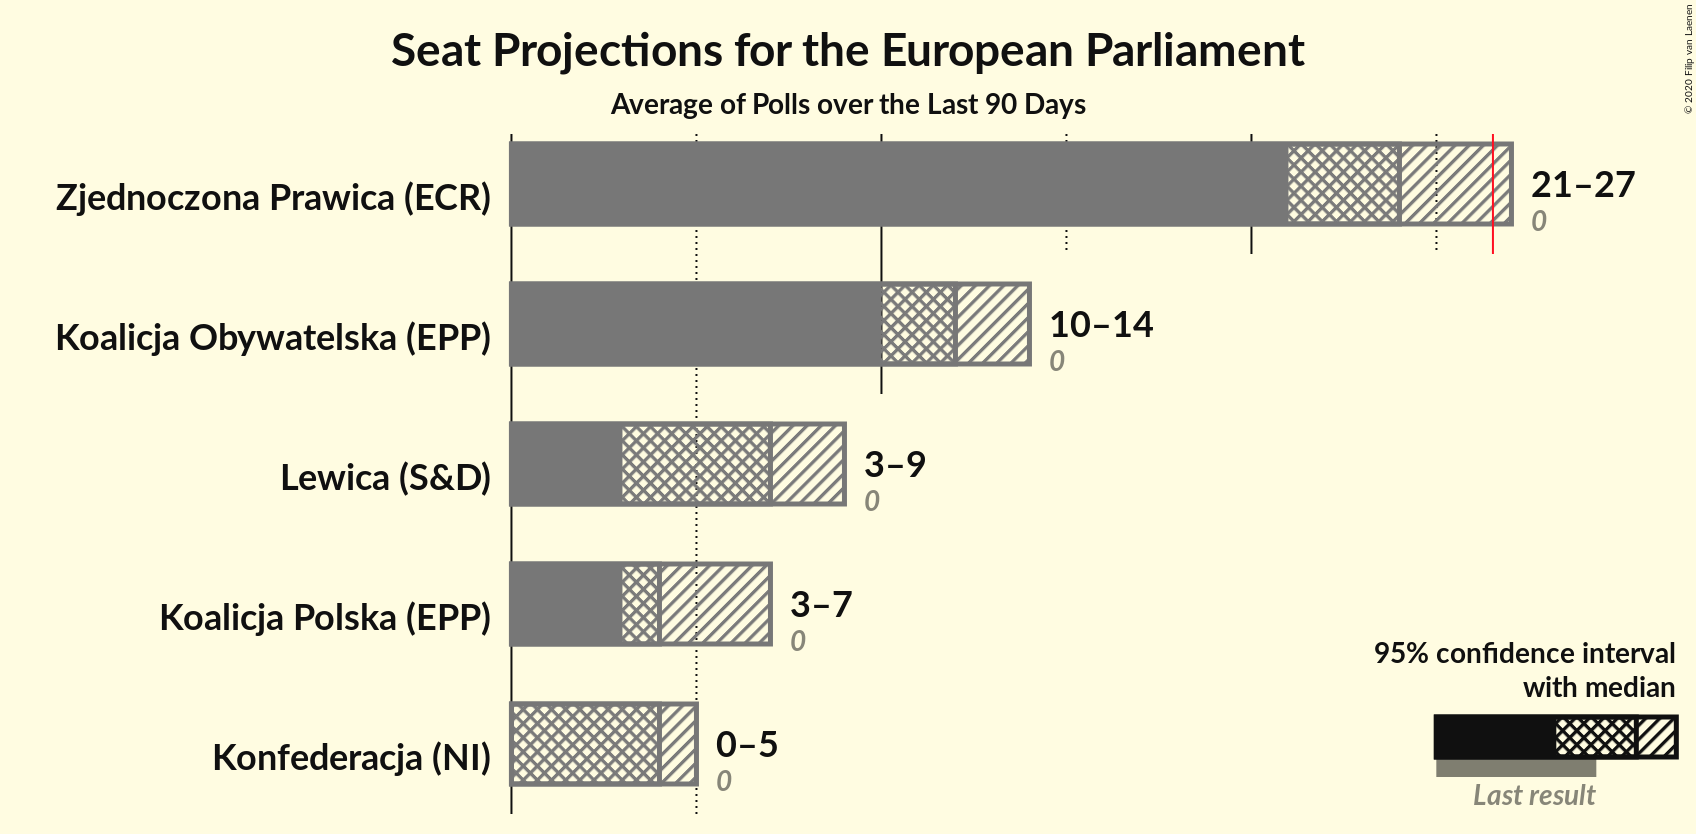 Seat Projections for the European Parliament
Average of Polls over the Last 90 Days
© 2020 Filip van Laenen
Zjednoczona Prawica (ECR)
21–27
0
Koalicja Obywatelska (EPP)
10–14
0
Lewica (S&D)
3–9
0
Koalicja Polska (EPP)
3–7
0
Konfederacja (NI)
0–5
0
95% confidence interval
with median
Last result